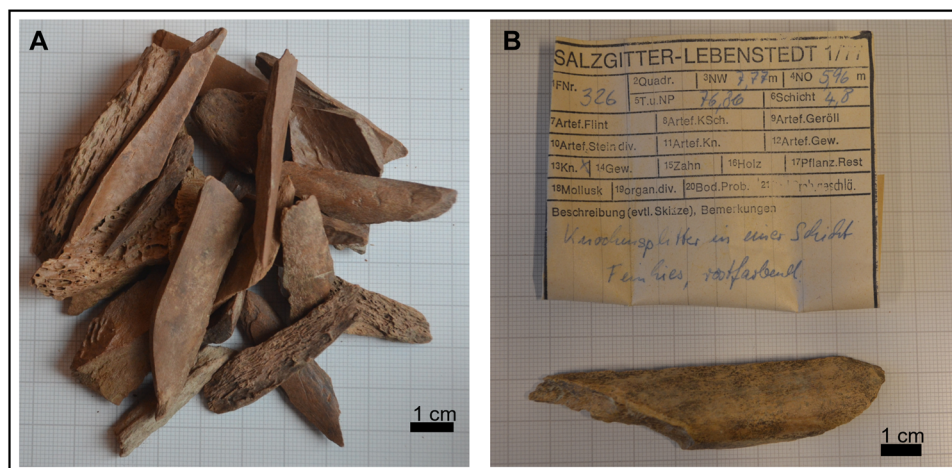 A
B
SALZGITTER-LEBENSTEDT 1/77
1FNr. 326
2Quadr. 3NW 7,77m 4NO 596 m
5T.u.NP 76,86 6Schicht 4,8
7Artef.Flint 8Artef.KSch. 9Artef.Geröll
10Artef.Stein div. 11Artef.Kn. 12Artef.Gew.
13Kn. X 14Gew. 15Zahn 16Holz 17Pflanz.Rest
18Mollusk 19organ.div. 20Bod.Prob. 21
Beschreibung(evtl.Skizze), Bemerkungen
Knochensplitter in einer Schicht
Feinkies, rostfarbend.
1 cm
1 cm